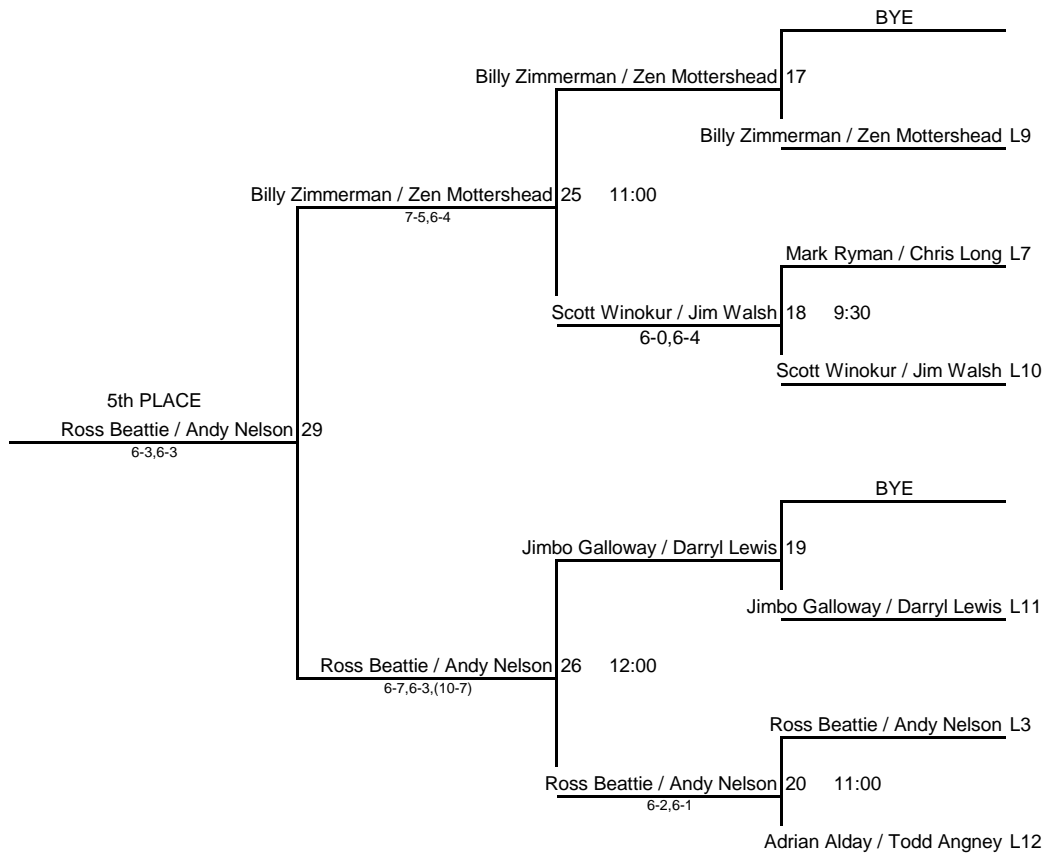 BYE
Billy Zimmerman / Zen Mottershead 17
Billy Zimmerman / Zen Mottershead L9
Billy Zimmerman / Zen Mottershead 25 11:00
7-5,6-4
Mark Ryman / Chris Long L7
Scott Winokur / Jim Walsh 18 9:30
6-0,6-4
Scott Winokur / Jim Walsh L10
5th PLACE
Ross Beattie / Andy Nelson 29
6-3,6-3
BYE
Jimbo Galloway / Darryl Lewis 19
Jimbo Galloway / Darryl Lewis L11
Ross Beattie / Andy Nelson 26 12:00
6-7,6-3,(10-7)
Ross Beattie / Andy Nelson L3
Ross Beattie / Andy Nelson 20 11:00
6-2,6-1
Adrian Alday / Todd Angney L12